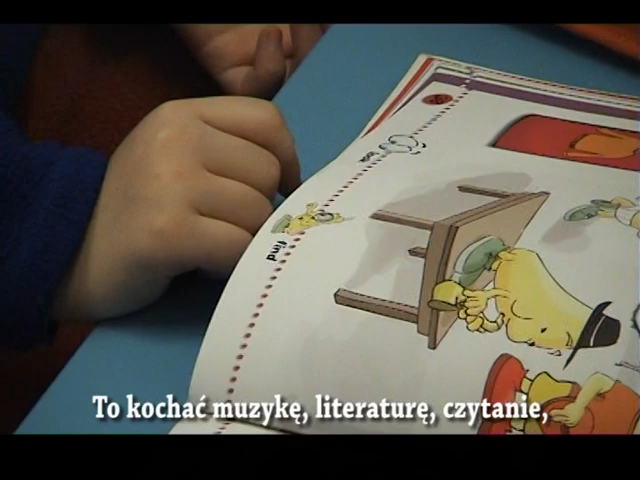 find
To kochać muzykę, literaturę, czytanie,